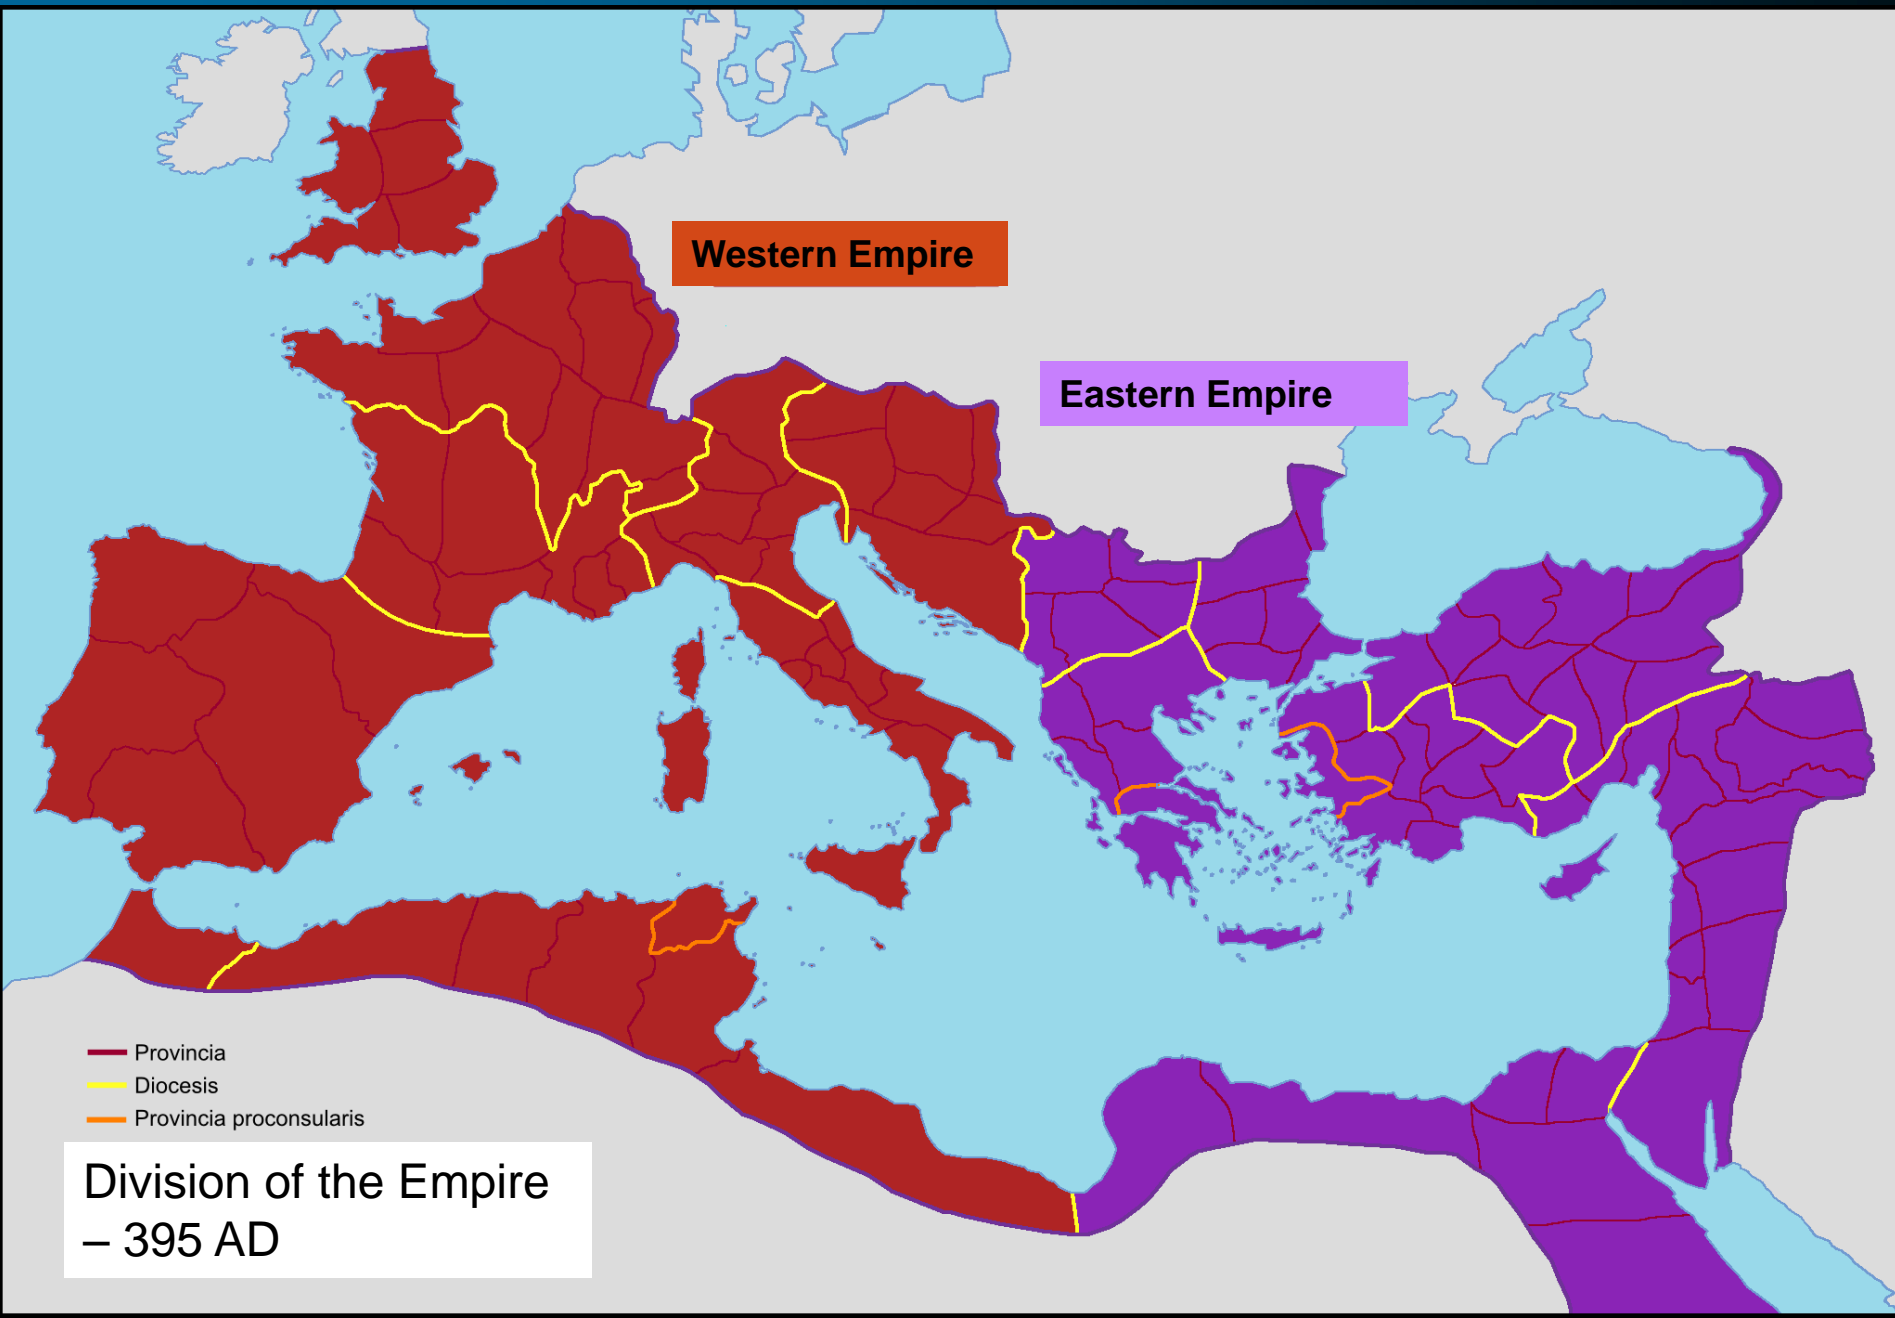 Western Empire
Eastern Empire
Provincia
Diocesis
Provincia proconsularis
Division of the Empire
– 395 AD